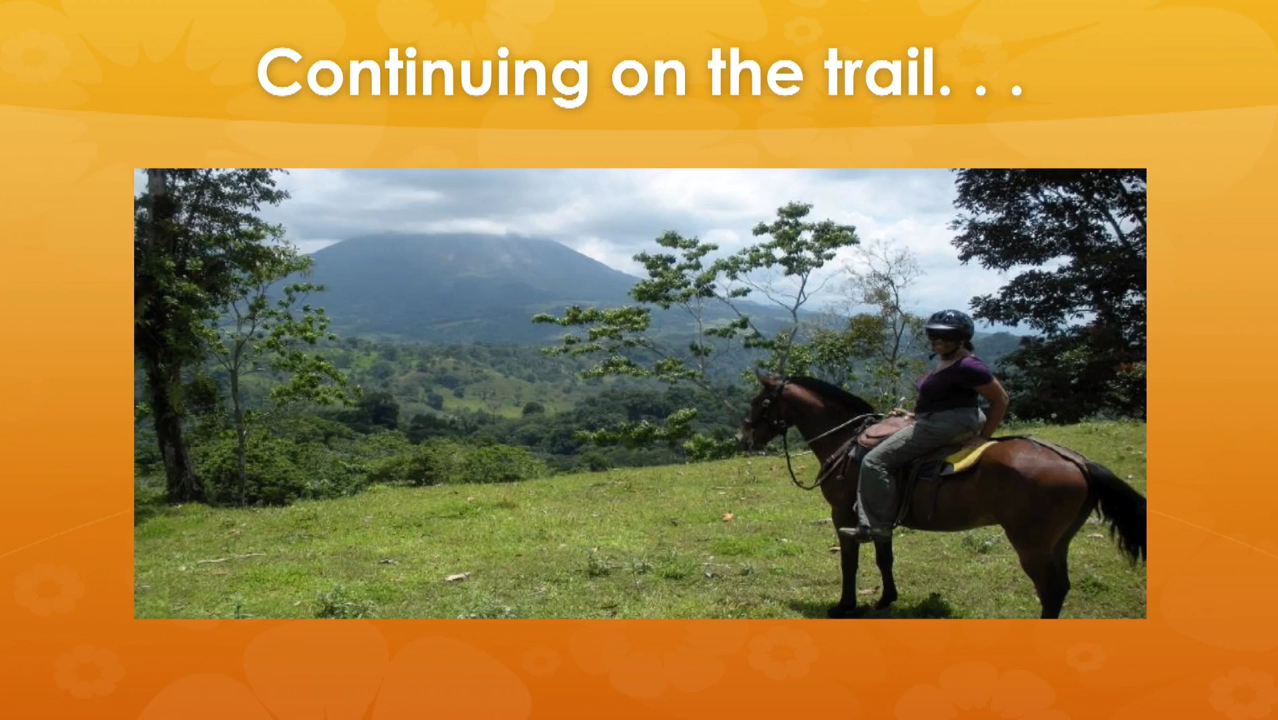 Continuing on the trail. . .